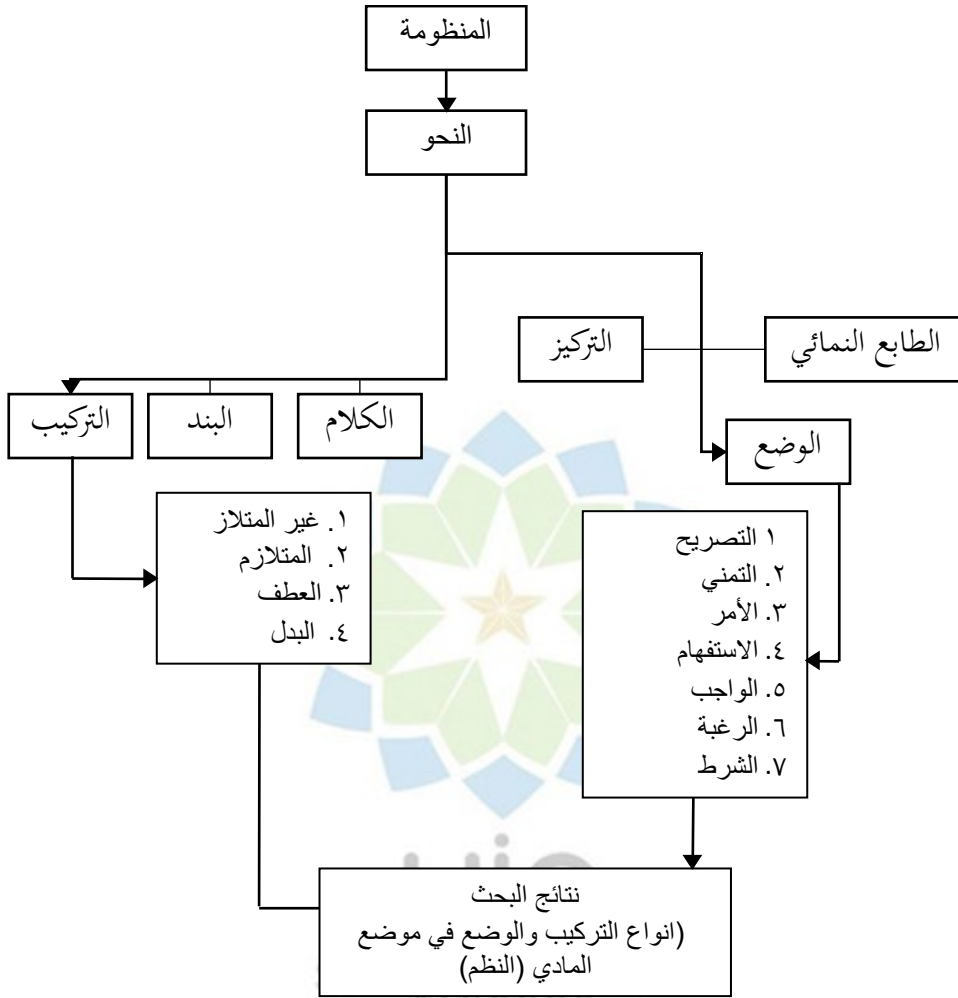 المنظومة
النحو
الطابع النمائي
التركيز
الكلام
البند
التركيب
الوضع
١ التصريح
٢. التمني
٣. الأمر
٤. الاستفهام
٥. الواجب
٦. الرغبة
٧. الشرط
١. غير المتلاز
٢. المتلازم
٣. العطف
٤. البدل
نتائج البحث
(انواع التركيب والوضع في موضع
المادي (النظم)